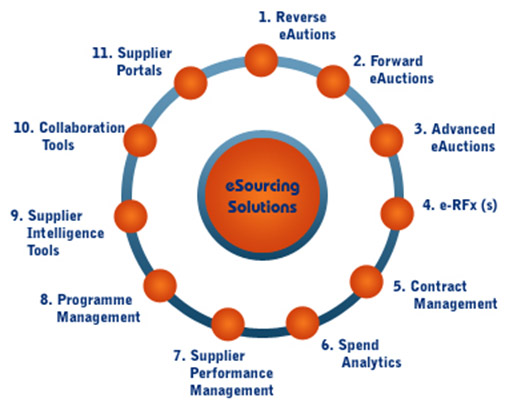 1. Reverse
eAutions
2. Forward
eAuctions
3. Advanced
eAuctions
4. e-RFx (s)
5. Contract
Management
6. Spend
Analytics
7. Supplier
Performance
Management
8. Programme
Management
9. Supplier
Intelligence
Tools
10. Collaboration
Tools
11. Supplier
Portals
eSourcing
Solutions